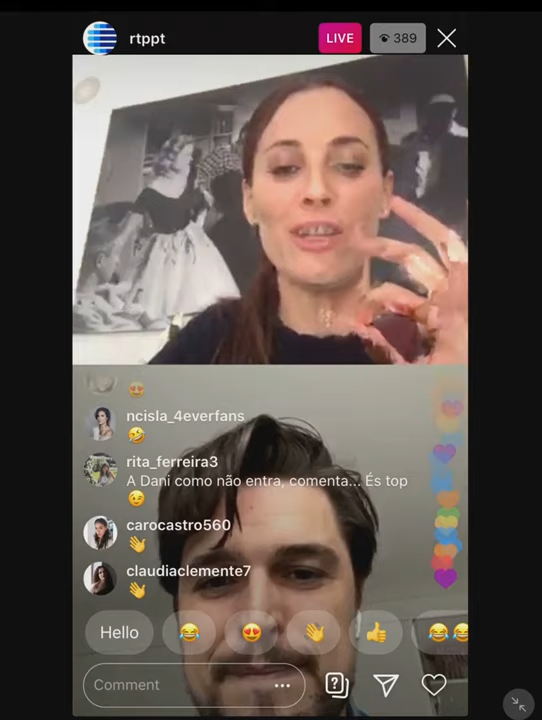 rtppt
LIVE
389
ncisla_4everfans
rita_ferreira3
A Dani como não entra, comenta... És top
carocastro560
claudiaclemente7
Hello
Comment